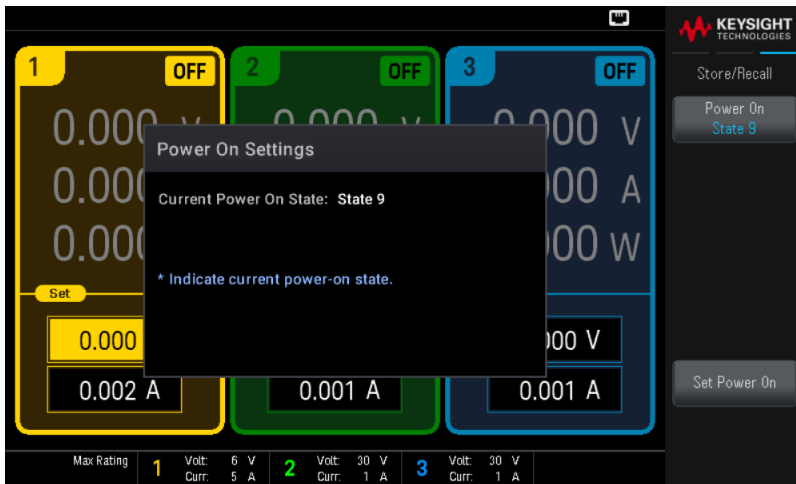 KEYSIGHT
TECHNOLOGIES
1 OFF 2 OFF 3 OFF
Store/Recall
Power On
State 9
0.000 V
Power On Settings
Current Power On State: State 9
* Indicate current power-on state.
Set
0.000
0.002 A 0.001 A 0.001 A
Set Power On
Max Rating 1 Volt: 6 V 2 Volt: 30 V 3 Volt: 30 V
Curr: 5 A Curr: 1 A Curr: 1 A